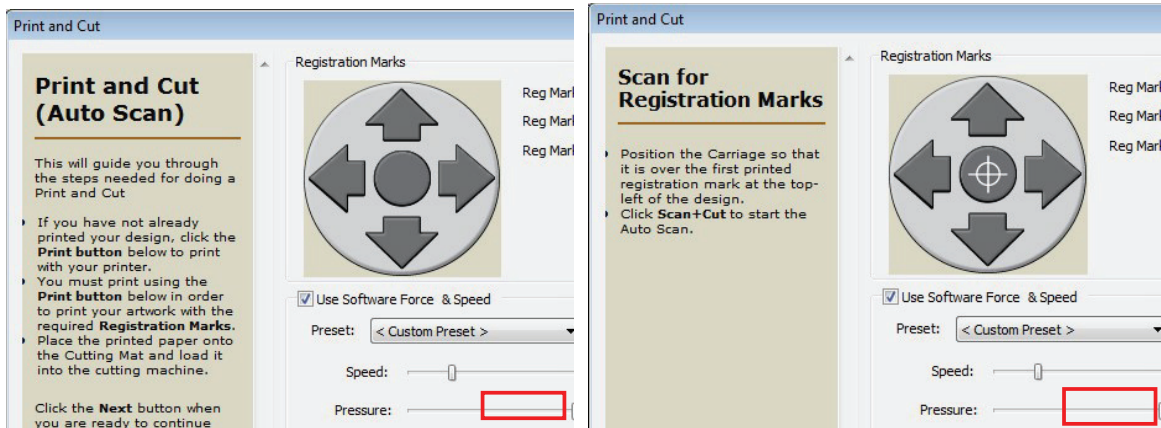 Print and Cut
Print and Cut
(Auto Scan)
This will guide you through
the steps needed for doing a
Print and Cut
If you have not already
printed your design, click the
Print button below to print
with your printer.
You must print using the
Print button below in order
to print your artwork with the
required Registration Marks.
Place the printed paper onto
the Cutting Mat and load it
into the cutting machine.
Click the Next button when
you are ready to continue
Registration Marks
Reg Mark
Reg Mark
Reg Mark
Use Software Force & Speed
Preset: < Custom Preset >
Speed:
Pressure:
Print and Cut
Scan for
Registration Marks
Position the Carriage so that
it is over the first printed
registration mark at the top-
left of the design.
Click Scan+Cut to start the
Auto Scan.
Registration Marks
Reg Mark
Reg Mark
Reg Mark
Use Software Force & Speed
Preset: < Custom Preset >
Speed:
Pressure: